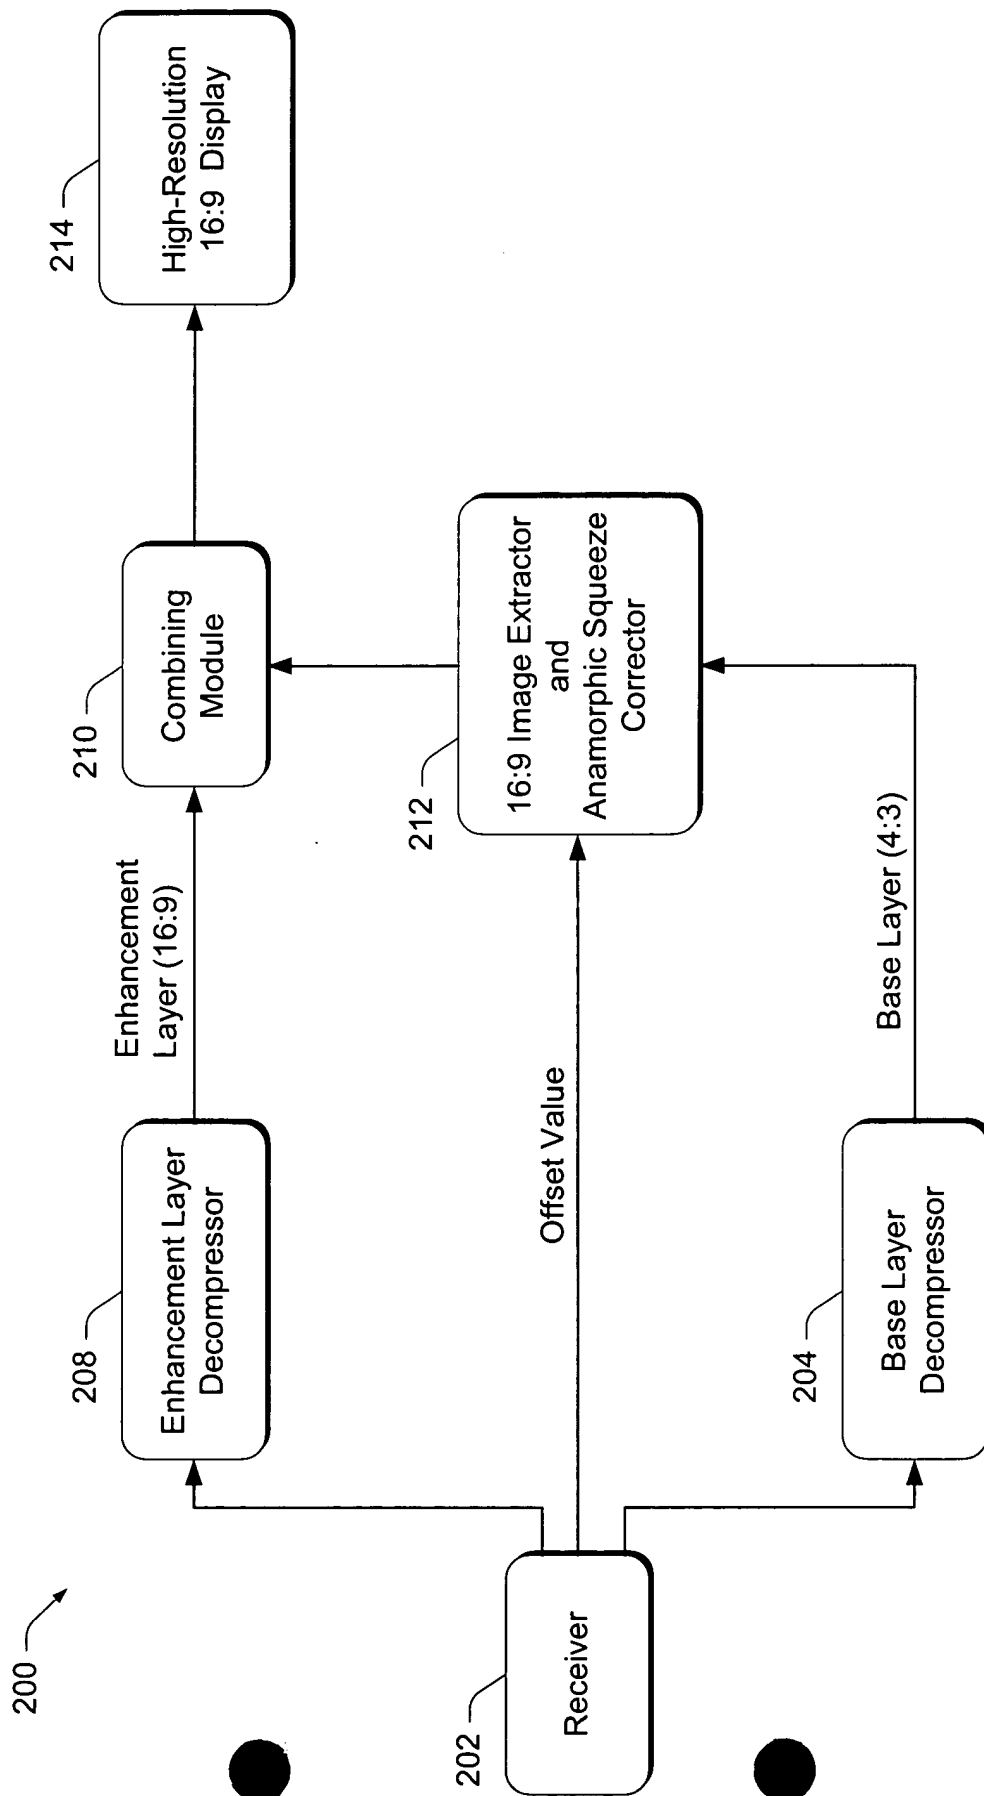 200
202
Receiver
208
Enhancement Layer
Decompressor
Enhancement
Layer (16:9)
210
Combining
Module
214
High-Resolution
16:9 Display
Offset Value
212
16:9 Image Extractor
and
Anamorphic Squeeze
Corrector
204
Base Layer
Decompressor
Base Layer (4:3)